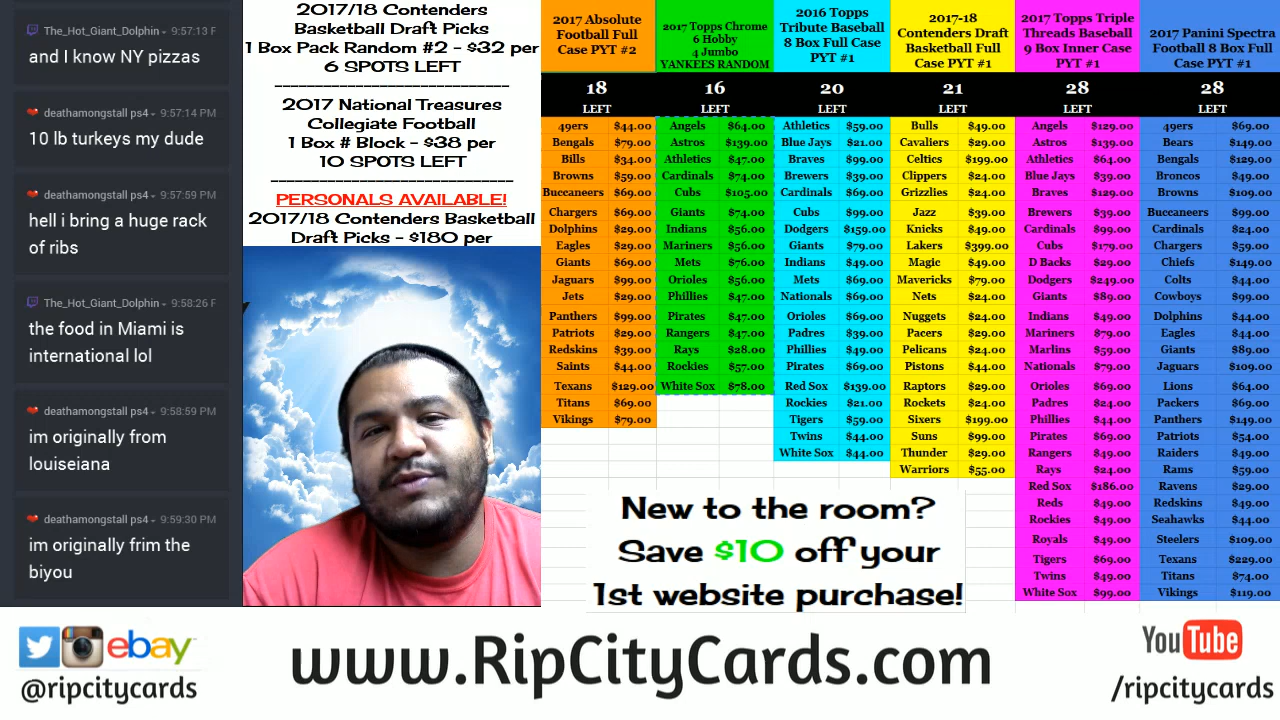 The_Hot_Giant_Dolphin 9:57:13 P
and I know NY pizzas
deathamongstall ps4 9:57:14 PM
10 lb turkeys my dude
deathamongstall ps4 9:57:59 PM
hell i bring a huge rack
of ribs
The_Hot_Giant_Dolphin 9:58:26 F
the food in Miami is
international lol
deathamongstall ps4 9:58:59 PM
im originally from
louiseiana
deathamongstall ps4 9:59:30 PM
im originally frim the
biyou
2017/18 Contenders
Basketball Draft Picks
1 Box Pack Random #2 - $32 per
6 SPOTS LEFT
2017 National Treasures
Collegiate Football
1 Box # Block - $38 per
10 SPOTS LEFT
PERSONALS AVAILABLE!
2017/18 Contenders Basketball
Draft Picks - $180 per
2017 Absolute
Football Full
Case PYT #2
18
LEFT
49ers $44.00
Bengals $79.00
Bills $34.00
Browns $59.00
Buccaneers $69.00
Chargers $69.00
Dolphins $29.00
Eagles $29.00
Giants $69.00
Jaguars $99.00
Jets $29.00
Panthers $99.00
Patriots $29.00
Redskins $39.00
Saints $44.00
Texans $129.00
Titans $69.00
Vikings $79.00
2017 Topps Chrome
6 Hobby
4 Jumbo
YANKEES RANDOM
16
LEFT
Angels $64.00
Astros $139.00
Athletics $47.00
Cardinals $74.00
Cubs $105.00
Giants $74.00
Indians $56.00
Mariners $56.00
Mets $76.00
Orioles $56.00
Phillies $47.00
Pirates $47.00
Rangers $47.00
Rays $28.00
Rockies $57.00
White Sox $78.00
2016 Topps
Tribute Baseball
8 Box Full Case
PYT #1
20
LEFT
Athletics $59.00
Blue Jays $21.00
Braves $99.00
Brewers $39.00
Cardinals $69.00
Cubs $99.00
Dodgers $159.00
Giants $79.00
Indians $49.00
Mets $69.00
Nationals $69.00
Orioles $69.00
Padres $39.00
Phillies $49.00
Pirates $69.00
Red Sox $139.00
Rockies $21.00
Tigers $59.00
Twins $44.00
White Sox $44.00
2017-18
Contenders Draft
Basketball Full
Case PYT #1
21
LEFT
Bulls $49.00
Cavaliers $29.00
Celtics $199.00
Clippers $24.00
Grizzlies $24.00
Jazz $39.00
Knicks $49.00
Lakers $399.00
Magic $49.00
Mavericks $79.00
Nets $24.00
Nuggets $24.00
Pacers $29.00
Pelicans $24.00
Pistons $44.00
Raptors $29.00
Rockets $24.00
Sixers $199.00
Suns $99.00
Thunder $29.00
Warriors $55.00
2017 Topps Triple
Threads Baseball
9 Box Inner Case
PYT #1
28
LEFT
Angels $129.00
Astros $139.00
Athletics $64.00
Blue Jays $39.00
Braves $129.00
Brewers $39.00
Cardinals $99.00
Cubs $179.00
D Backs $29.00
Dodgers $249.00
Giants $89.00
Indians $49.00
Mariners $79.00
Marlins $59.00
Nationals $79.00
Orioles $69.00
Padres $24.00
Phillies $44.00
Pirates $69.00
Rangers $49.00
Rays $24.00
Red Sox $186.00
Reds $49.00
Rockies $49.00
Royals $49.00
Tigers $69.00
Twins $49.00
White Sox $99.00
2017 Panini Spectra
Football 8 Box Full
Case PYT #1
28
LEFT
49ers $69.00
Bears $149.00
Bengals $129.00
Broncos $49.00
Browns $109.00
Buccaneers $99.00
Cardinals $24.00
Chargers $59.00
Chiefs $149.00
Colts $44.00
Cowboys $99.00
Dolphins $44.00
Eagles $44.00
Giants $89.00
Jaguars $109.00
Lions $64.00
Packers $69.00
Panthers $149.00
Patriots $54.00
Raiders $49.00
Rams $59.00
Ravens $29.00
Redskins $49.00
Seahawks $44.00
Steelers $109.00
Texans $229.00
Titans $74.00
Vikings $119.00
New to the room?
Save $10 off your
1st website purchase!
ebay
@ripcitycards
www.RipCityCards.com
YouTube
/ripcitycards